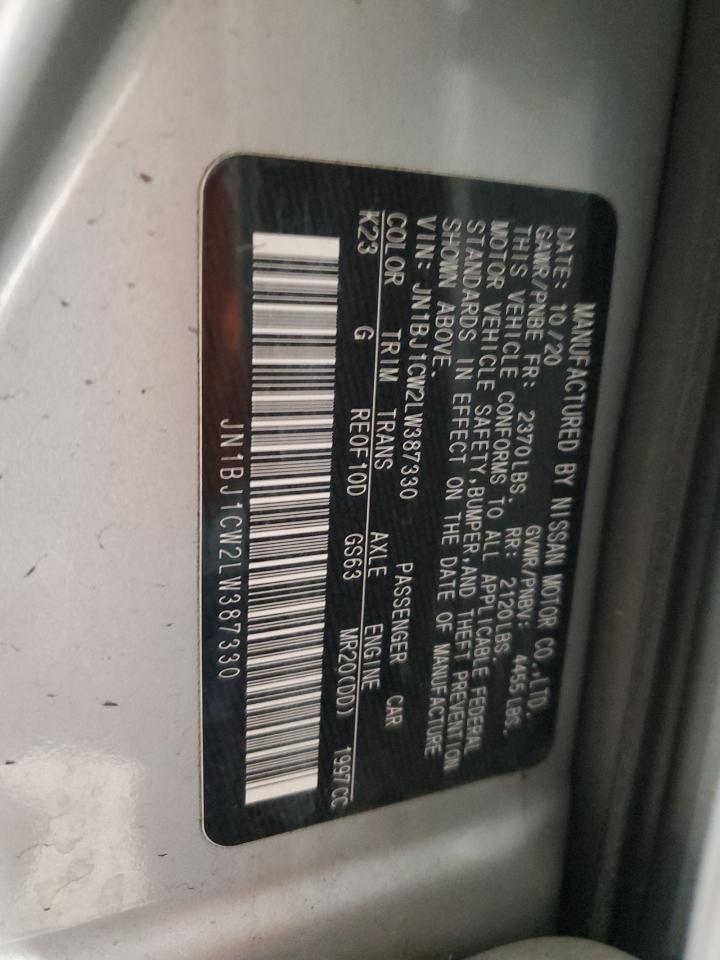 MANUFACTURED BY NISSAN MOTOR CO.,LTD.
DATE: 10/20 GVWR/PNBV: 4455 LBS.
GAWR/PNBE FR: 2370LBS. RR: 2120LBS.
THIS VEHICLE CONFORMS TO ALL APPLICABLE FEDERAL
MOTOR VEHICLE SAFETY,BUMPER,AND THEFT PREVENTION
STANDARDS IN EFFECT ON THE DATE OF MANUFACTURE
SHOWN ABOVE.
VIN: JN1BJ1CW2LW387330 PASSENGER CAR
COLOR TRIM TRANS AXLE ENGINE
K23 G RE0F10D GS63 MR20(DD) 1997CC
JN1BJ1CW2LW387330